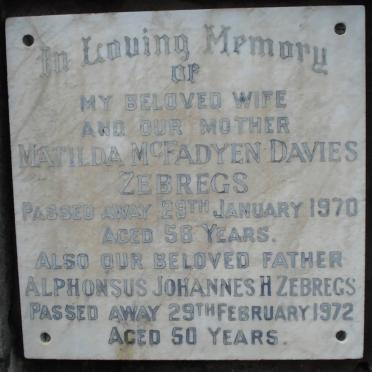 In Loving Memory
of
MY BELOVED WIFE
AND OUR MOTHER
MATILDA MCFADYEN DAVIES
ZEBREGS
PASSED AWAY 29TH JANUARY 1970
AGED 58 YEARS.
ALSO OUR BELOVED FATHER
ALPHONSUS JOHANNES H ZEBREGS
PASSED AWAY 29TH FEBRUARY 1972
AGED 50 YEARS.